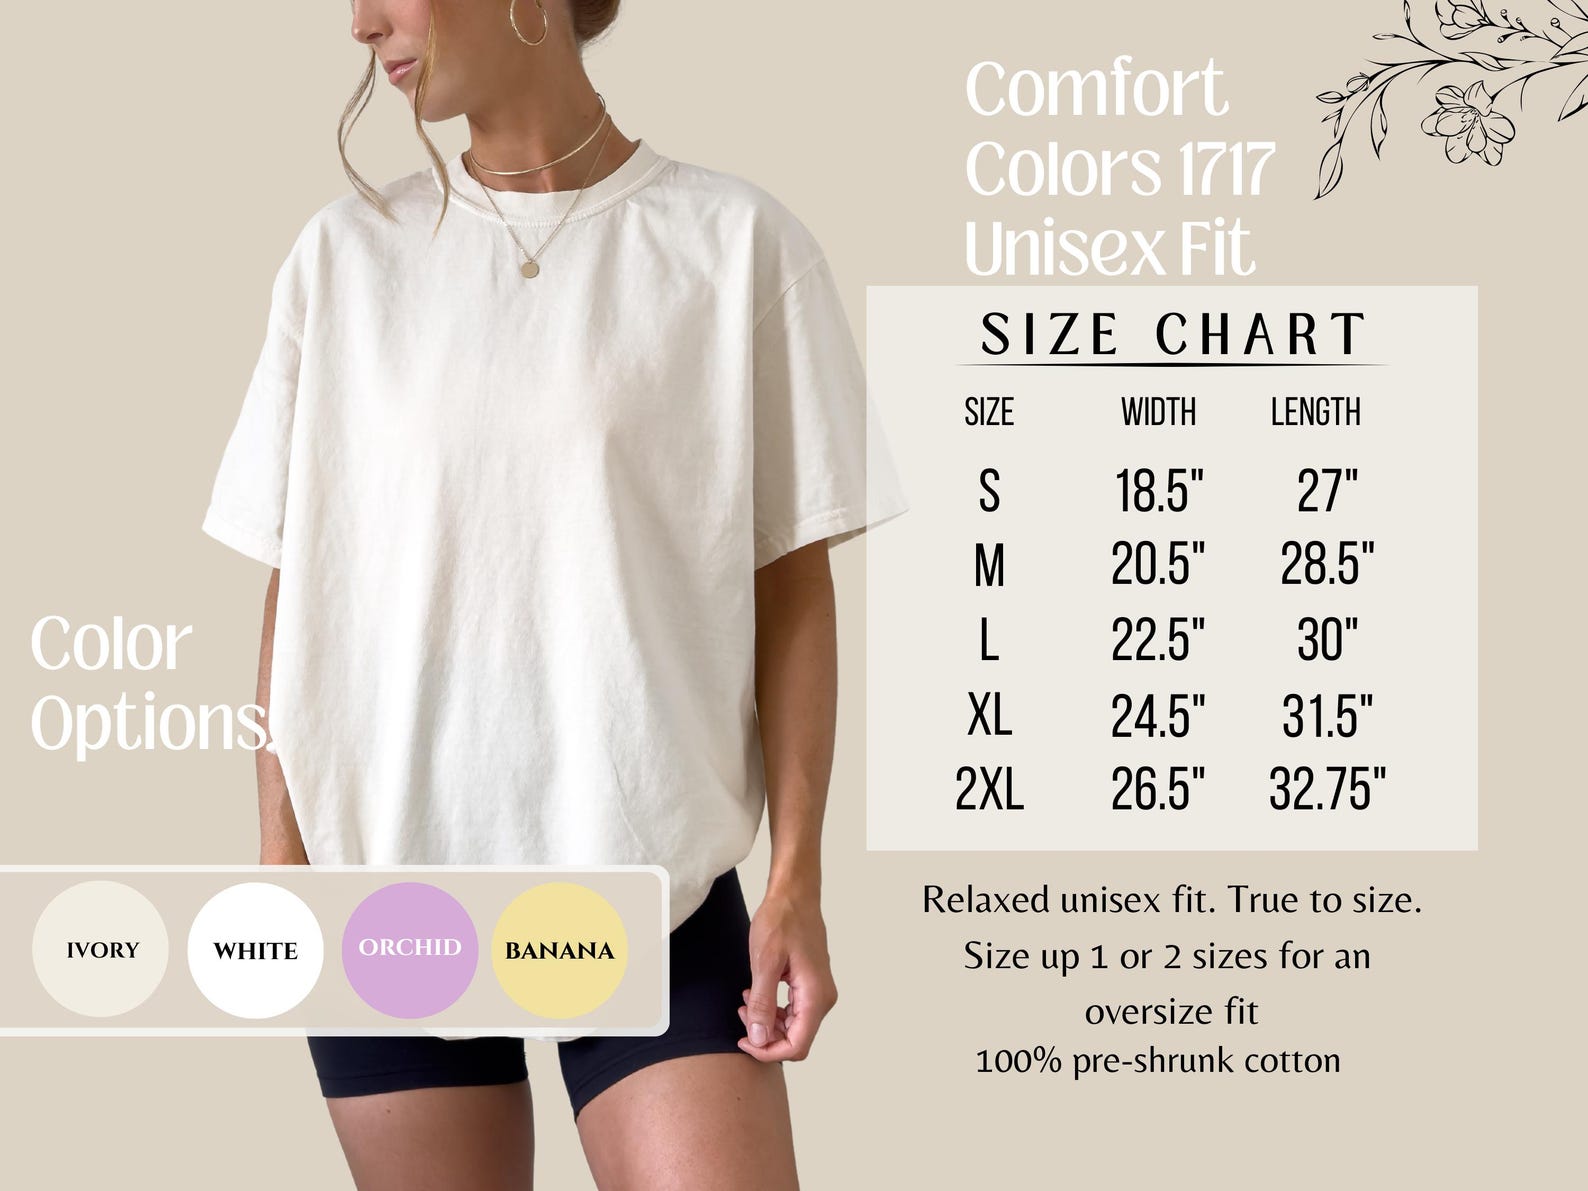 Comfort
Colors 1717
Unisex Fit
SIZE CHART
SIZE WIDTH LENGTH
S 18.5" 27"
M 20.5" 28.5"
L 22.5" 30"
XL 24.5" 31.5"
2XL 26.5" 32.75"
Relaxed unisex fit. True to size.
Size up 1 or 2 sizes for an
oversize fit
100% pre-shrunk cotton
Color
Options:
IVORY WHITE ORCHID BANANA